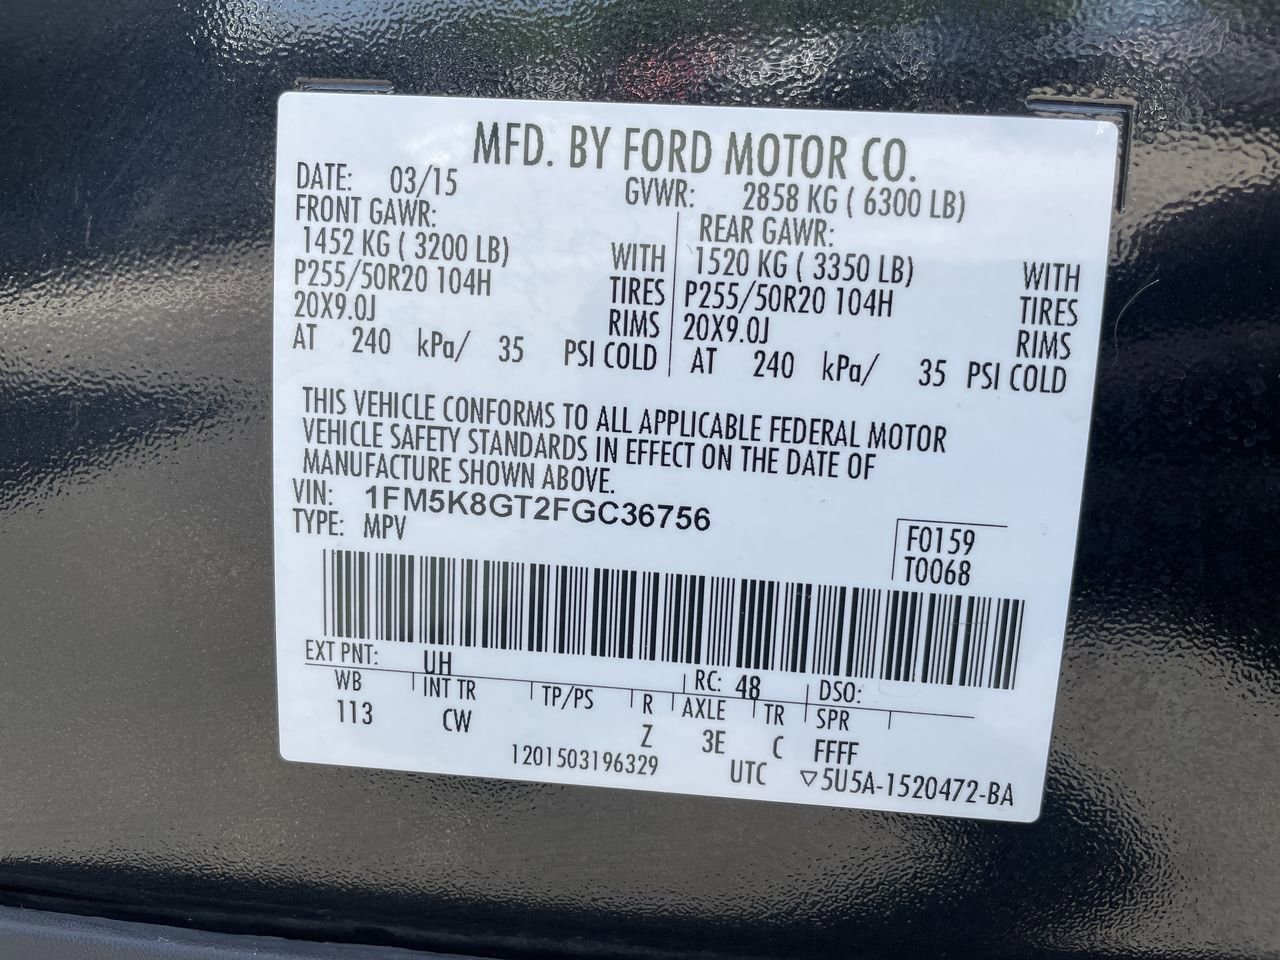 MFD. BY FORD MOTOR CO.
DATE: 03/15 GVWR: 2858 KG ( 6300 LB)
FRONT GAWR: REAR GAWR:
1452 KG ( 3200 LB) WITH 1520 KG ( 3350 LB) WITH
P255/50R20 104H TIRES P255/50R20 104H TIRES
20X9.0J RIMS 20X9.0J RIMS
AT 240 kPa/ 35 PSI COLD AT 240 kPa/ 35 PSI COLD
THIS VEHICLE CONFORMS TO ALL APPLICABLE FEDERAL MOTOR
VEHICLE SAFETY STANDARDS IN EFFECT ON THE DATE OF
MANUFACTURE SHOWN ABOVE.
VIN: 1FM5K8GT2FGC36756
TYPE: MPV F0159
T0068
EXT PNT: UH RC: 48 DSO:
WB INT TR TP/PS R AXLE TR SPR
113 CW Z 3E C FFFF
1201503196329 UTC ▽5U5A-1520472-BA